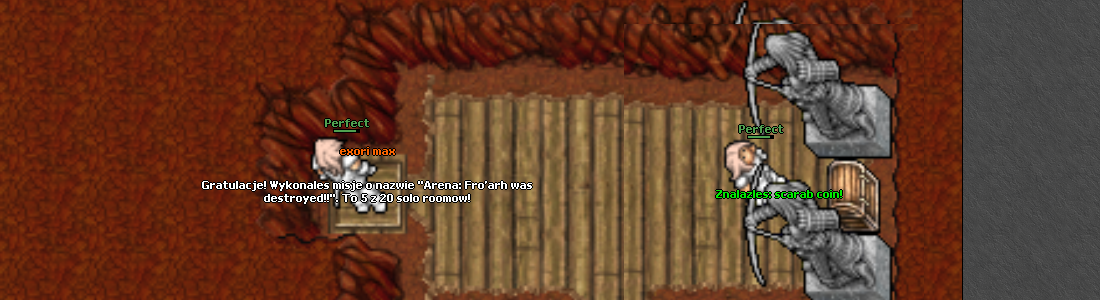 Perfect
exori max
Gratulacje! Wykonales misje o nazwie "Arena: Fro'arh was
destroyed!!". To 5 z 20 solo roomow!
Perfect
Znalazles: scarab coin!